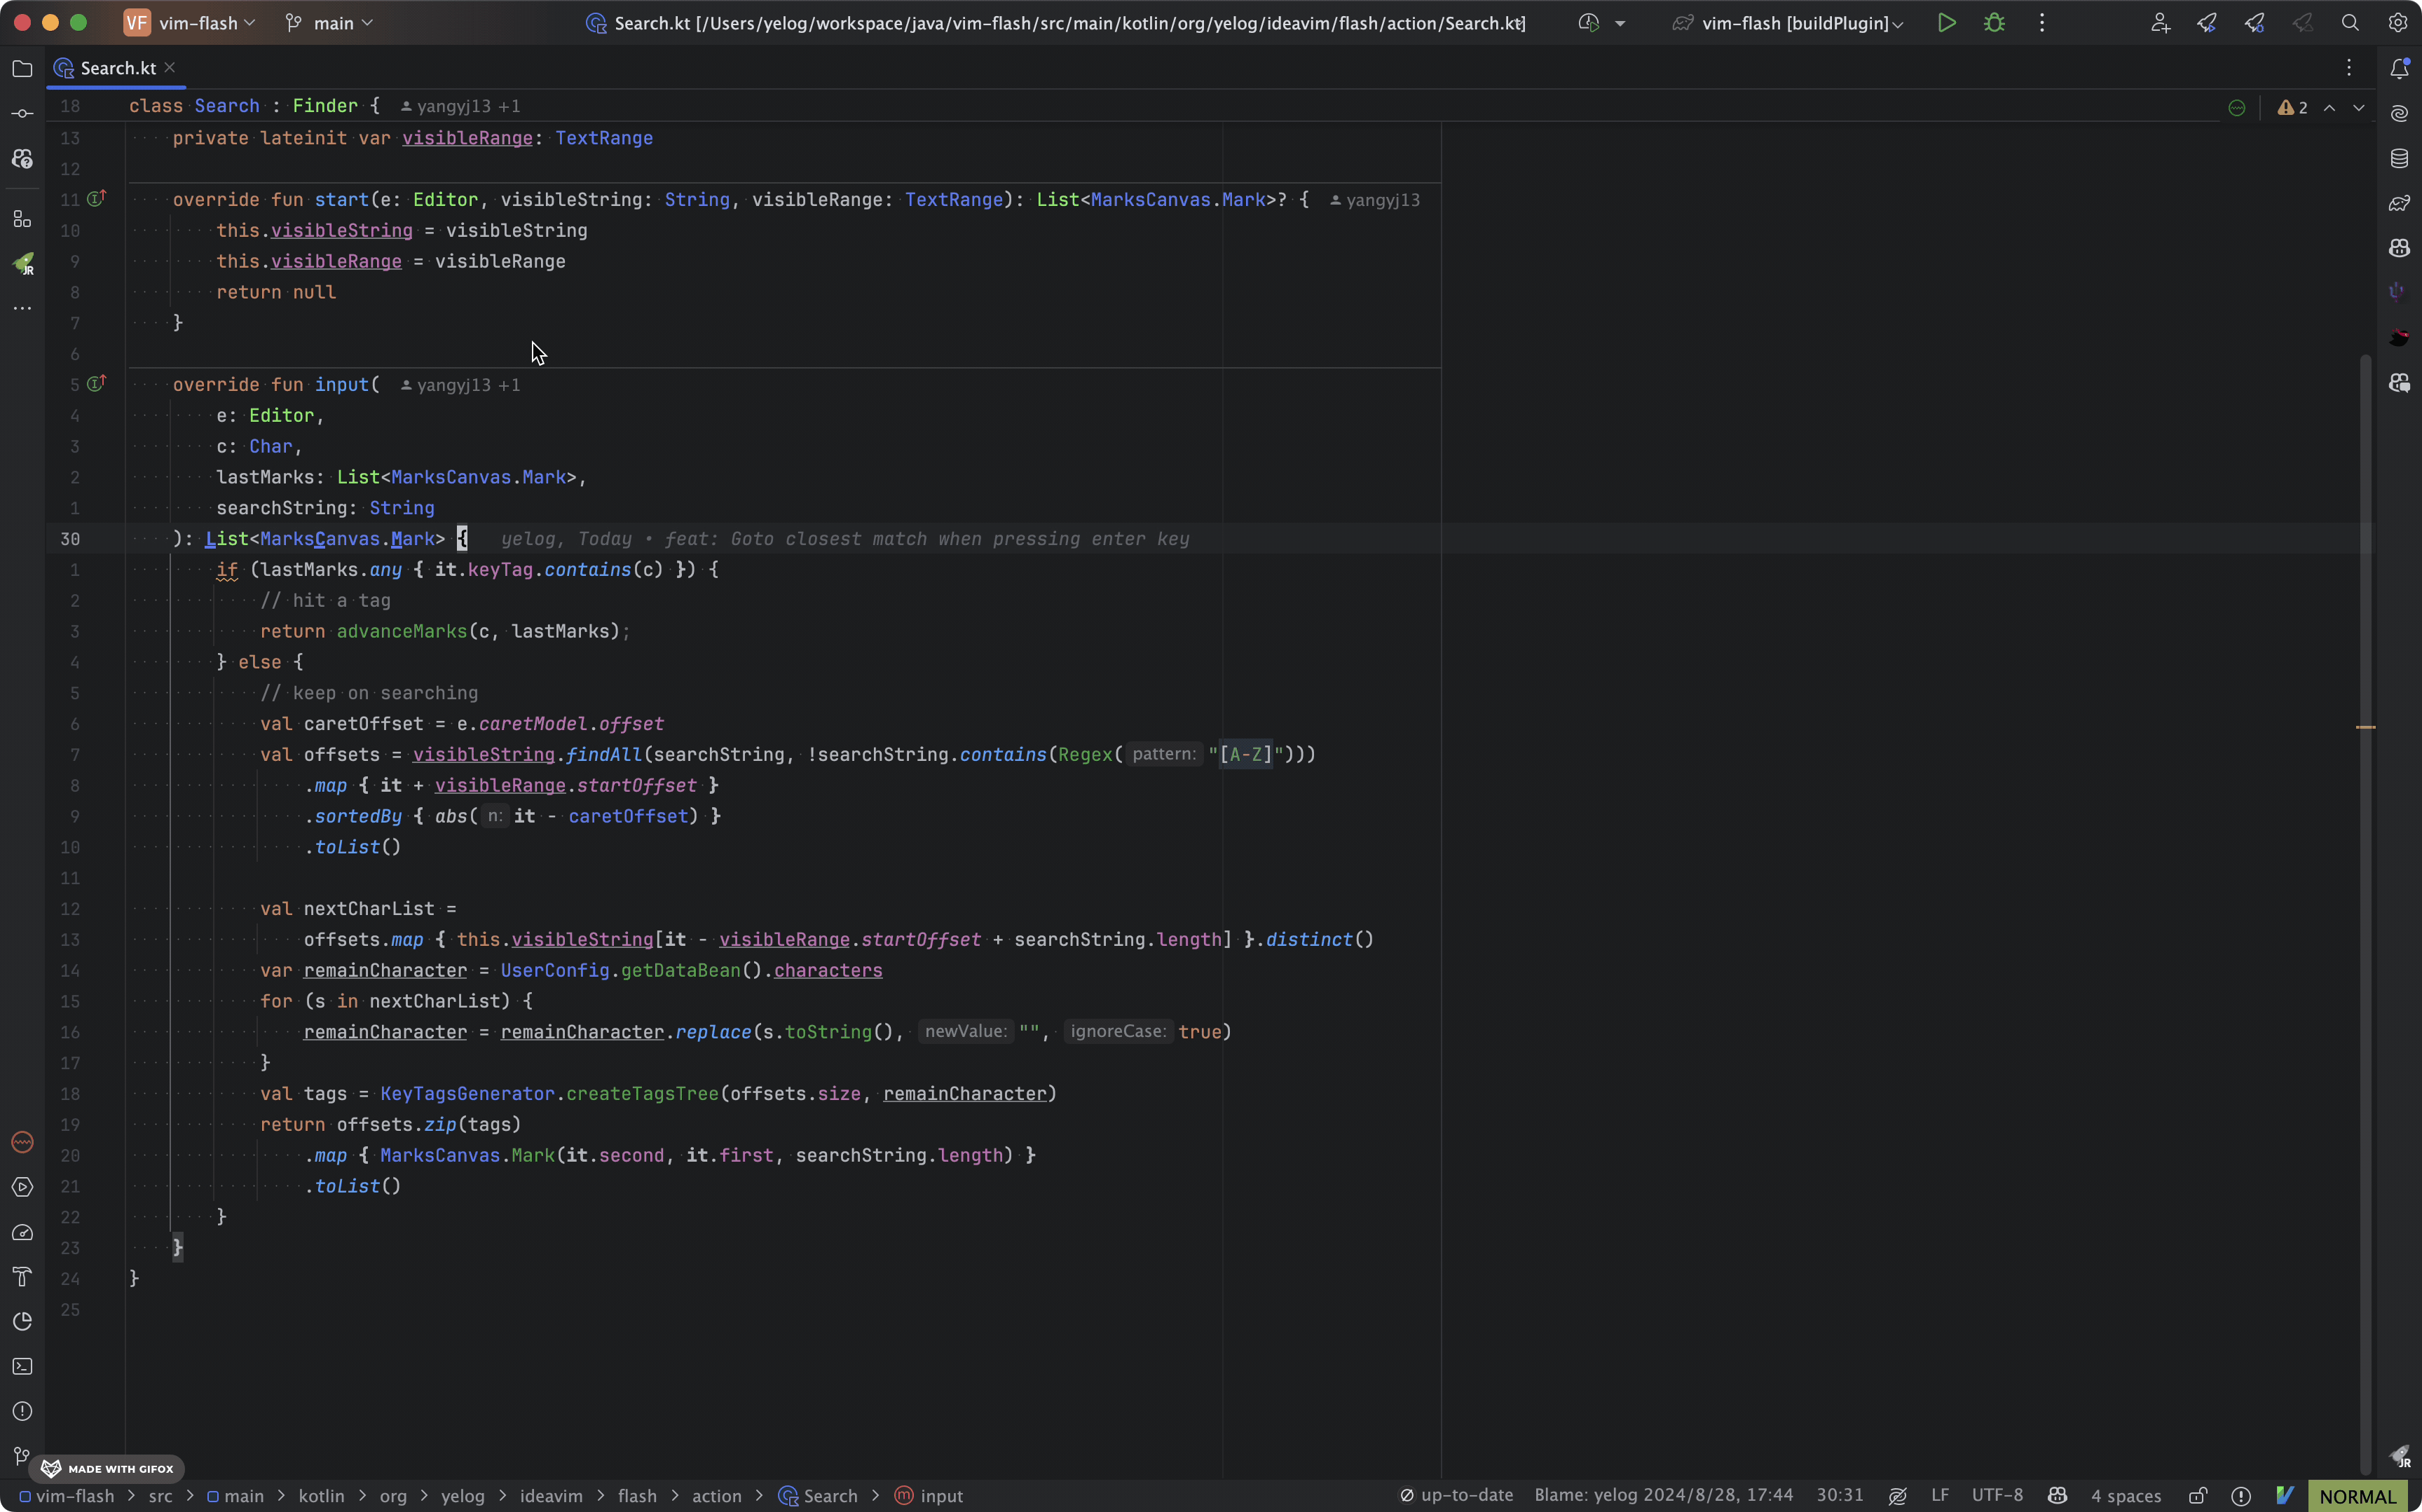 VF vim-flash main Search.kt [/Users/yelog/workspace/java/vim-flash/src/main/kotlin/org/yelog/ideavim/flash/action/Search.kt] vim-flash [buildPlugin]
Search.kt
18 class Search : Finder { yangyj13 +1 2
13 private lateinit var visibleRange: TextRange
12
11 override fun start(e: Editor, visibleString: String, visibleRange: TextRange): List<MarksCanvas.Mark>? { yangyj13
10 this.visibleString = visibleString
9 this.visibleRange = visibleRange
8 return null
7 }
6
5 override fun input( yangyj13 +1
4 e: Editor,
3 c: Char,
2 lastMarks: List<MarksCanvas.Mark>,
1 searchString: String
30 ): List<MarksCanvas.Mark> { yelog, Today • feat: Goto closest match when pressing enter key
1 if (lastMarks.any { it.keyTag.contains(c) }) {
2 // hit a tag
3 return advanceMarks(c, lastMarks);
4 } else {
5 // keep on searching
6 val caretOffset = e.caretModel.offset
7 val offsets = visibleString.findAll(searchString, !searchString.contains(Regex( pattern: "[A-Z]")))
8 .map { it + visibleRange.startOffset }
9 .sortedBy { abs( n: it - caretOffset) }
10 .toList()
11
12 val nextCharList =
13 offsets.map { this.visibleString[it - visibleRange.startOffset + searchString.length] }.distinct()
14 var remainCharacter = UserConfig.getDataBean().characters
15 for (s in nextCharList) {
16 remainCharacter = remainCharacter.replace(s.toString(), newValue: "", ignoreCase: true)
17 }
18 val tags = KeyTagsGenerator.createTagsTree(offsets.size, remainCharacter)
19 return offsets.zip(tags)
20 .map { MarksCanvas.Mark(it.second, it.first, searchString.length) }
21 .toList()
22 }
23 }
24 }
25
JR
JR
MADE WITH GIFOX
vim-flash > src > main > kotlin > org > yelog > ideavim > flash > action > Search > input up-to-date Blame: yelog 2024/8/28, 17:44 30:31 LF UTF-8 4 spaces NORMAL